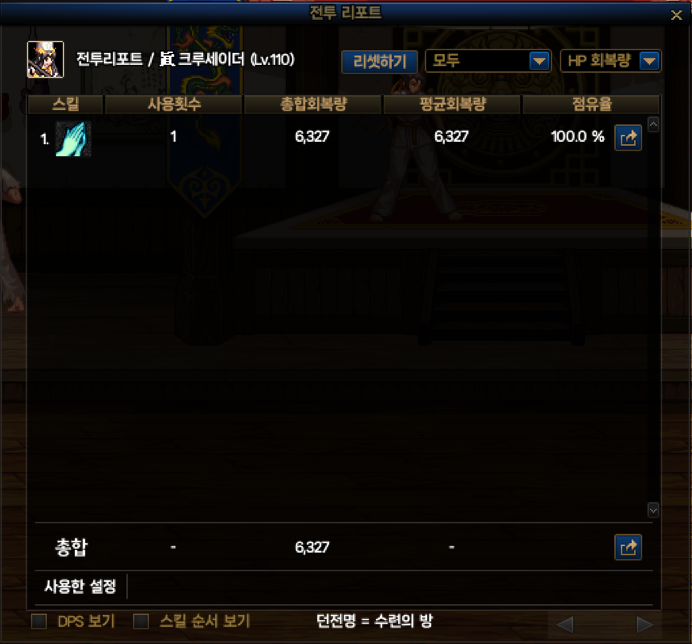 전투 리포트
전투리포트 / 眞 크루세이더 (Lv.110)
리셋하기
모두
HP 회복량
스킬 사용횟수 총합회복량 평균회복량 점유율
1. 1 6,327 6,327 100.0 %
총합 - 6,327 -
사용한 설정
DPS 보기 스킬 순서 보기 던전명 = 수련의 방